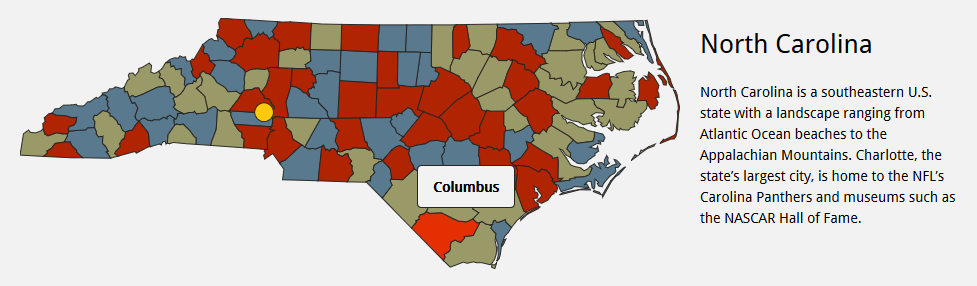 North Carolina
North Carolina is a southeastern U.S.
state with a landscape ranging from
Atlantic Ocean beaches to the
Appalachian Mountains. Charlotte, the
state’s largest city, is home to the NFL’s
Carolina Panthers and museums such as
the NASCAR Hall of Fame.
Columbus